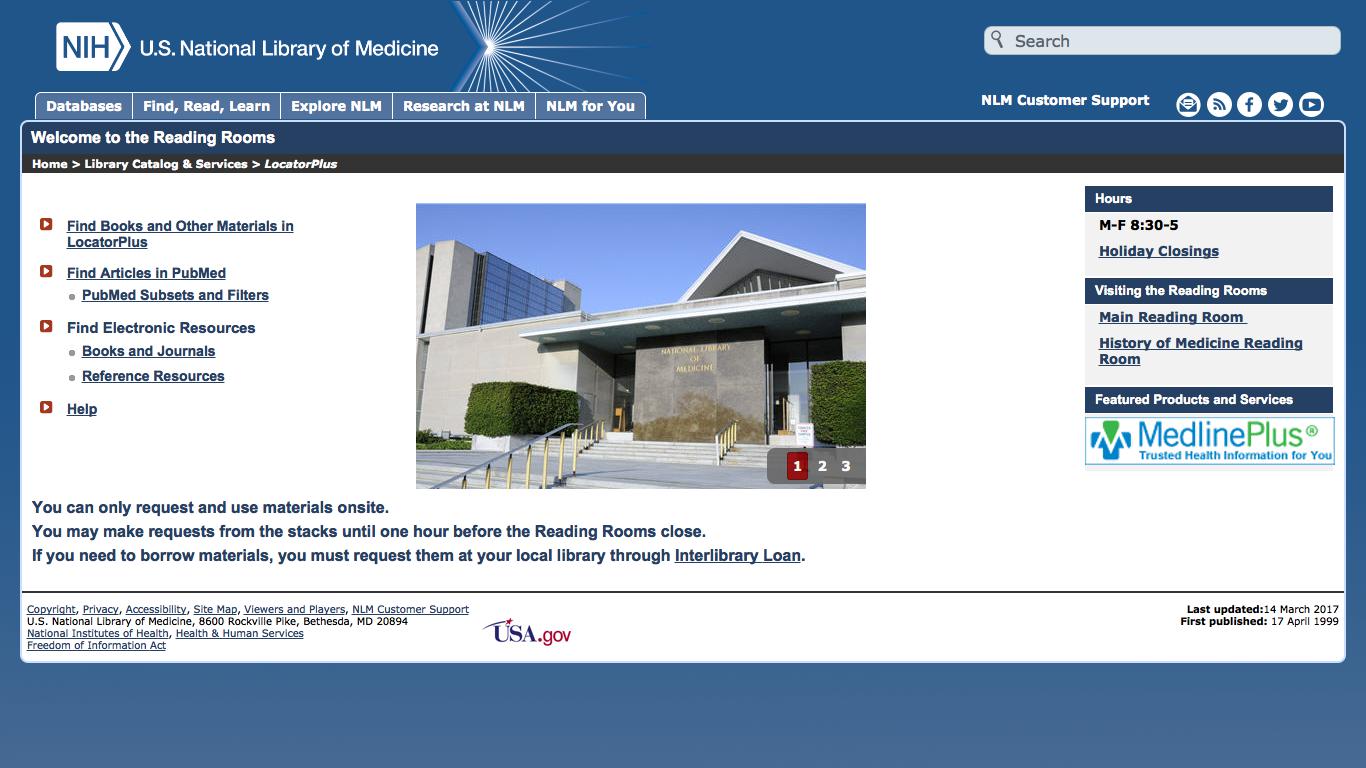 NIH U.S. National Library of Medicine
Search
Databases
Find, Read, Learn
Explore NLM
Research at NLM
NLM for You
NLM Customer Support
Welcome to the Reading Rooms
Home > Library Catalog & Services > LocatorPlus
Find Books and Other Materials in
LocatorPlus
Find Articles in PubMed
PubMed Subsets and Filters
Find Electronic Resources
Books and Journals
Reference Resources
Help
NATIONAL LIBRARY
OF
MEDICINE
1 2 3
Hours
M-F 8:30-5
Holiday Closings
Visiting the Reading Rooms
Main Reading Room
History of Medicine Reading
Room
Featured Products and Services
MedlinePlus®
Trusted Health Information for You
You can only request and use materials onsite.
You may make requests from the stacks until one hour before the Reading Rooms close.
If you need to borrow materials, you must request them at your local library through Interlibrary Loan.
Copyright, Privacy, Accessibility, Site Map, Viewers and Players, NLM Customer Support
U.S. National Library of Medicine, 8600 Rockville Pike, Bethesda, MD 20894
National Institutes of Health, Health & Human Services
Freedom of Information Act
USA.gov
Last updated:14 March 2017
First published: 17 April 1999